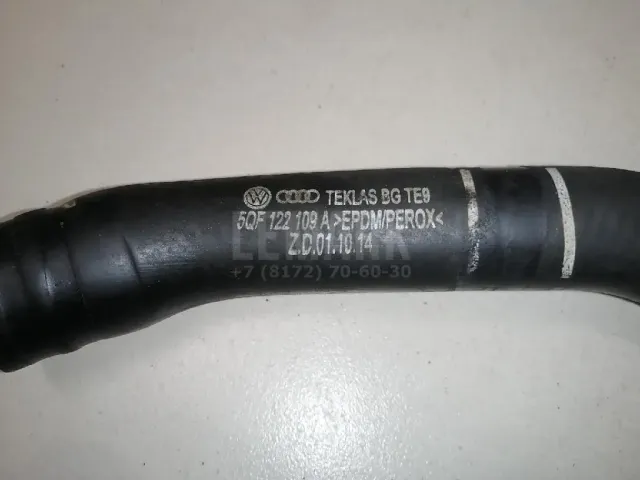 TEKLAS BG TE9
5QF 122 109 A >EPDM/PEROX<
Z.D.01.10.14
+7 (8172) 70-60-30